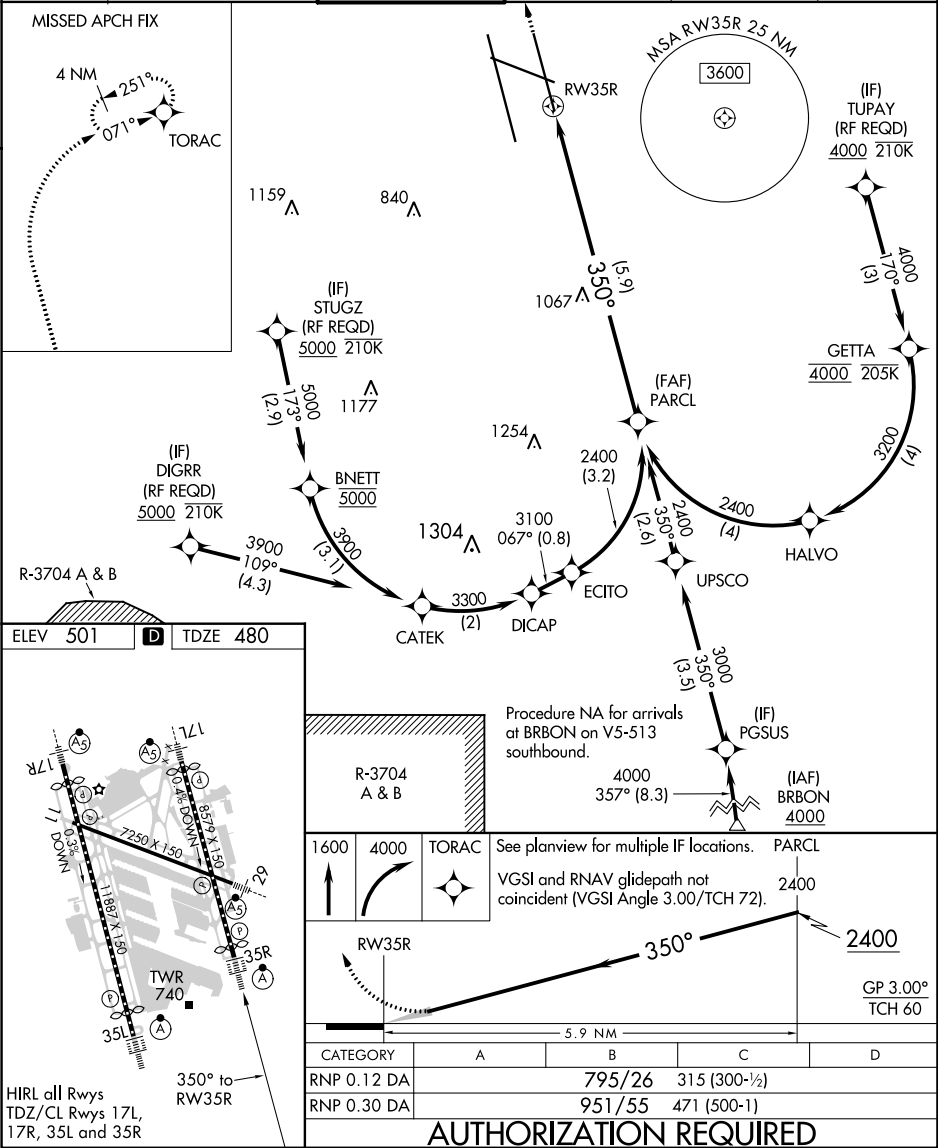 MISSED APCH FIX
4 NM
251°
071°
TORAC
RW35R
MSA RW35R 25 NM
3600
(IF)
TUPAY
(RF REQD)
4000 210K
4000
170°
(3)
GETTA
4000 205K
3200
(4)
1159
840
350°
(5.9)
1067
(IF)
STUGZ
(RF REQD)
5000 210K
5000
173°
(2.9)
1177
(FAF)
PARCL
1254
2400
(3.2)
BNETT
5000
(IF)
DIGRR
(RF REQD)
5000 210K
3900
109°
(4.3)
3900
(3.1)
1304
3100
067° (0.8)
2400
350°
(2.6)
2400
(4)
HALVO
UPSCO
ECITO
DICAP
3300
(2)
CATEK
R-3704 A & B
3000
350°
(3.5)
(IF)
PGSUS
Procedure NA for arrivals
at BRBON on V5-513
southbound.
4000
357° (8.3)
(IAF)
BRBON
4000
R-3704
A & B
ELEV 501
D
TDZE 480
17R
A5
A5
17L
P
P
P
0.4% DOWN
8579 X 150
11
0.3%
DOWN
7250 X 150
11887 X 150
P
29
A5
P
35R
A
TWR
740
P
35L
A
350° to
RW35R
HIRL all Rwys
TDZ/CL Rwys 17L,
17R, 35L and 35R
1600
4000
TORAC
See planview for multiple IF locations.
VGSI and RNAV glidepath not
coincident (VGSI Angle 3.00/TCH 72).
PARCL
2400
2400
RW35R
350°
GP 3.00°
TCH 60
5.9 NM
CATEGORY A B C D
RNP 0.12 DA 795/26 315 (300-½)
RNP 0.30 DA 951/55 471 (500-1)
AUTHORIZATION REQUIRED